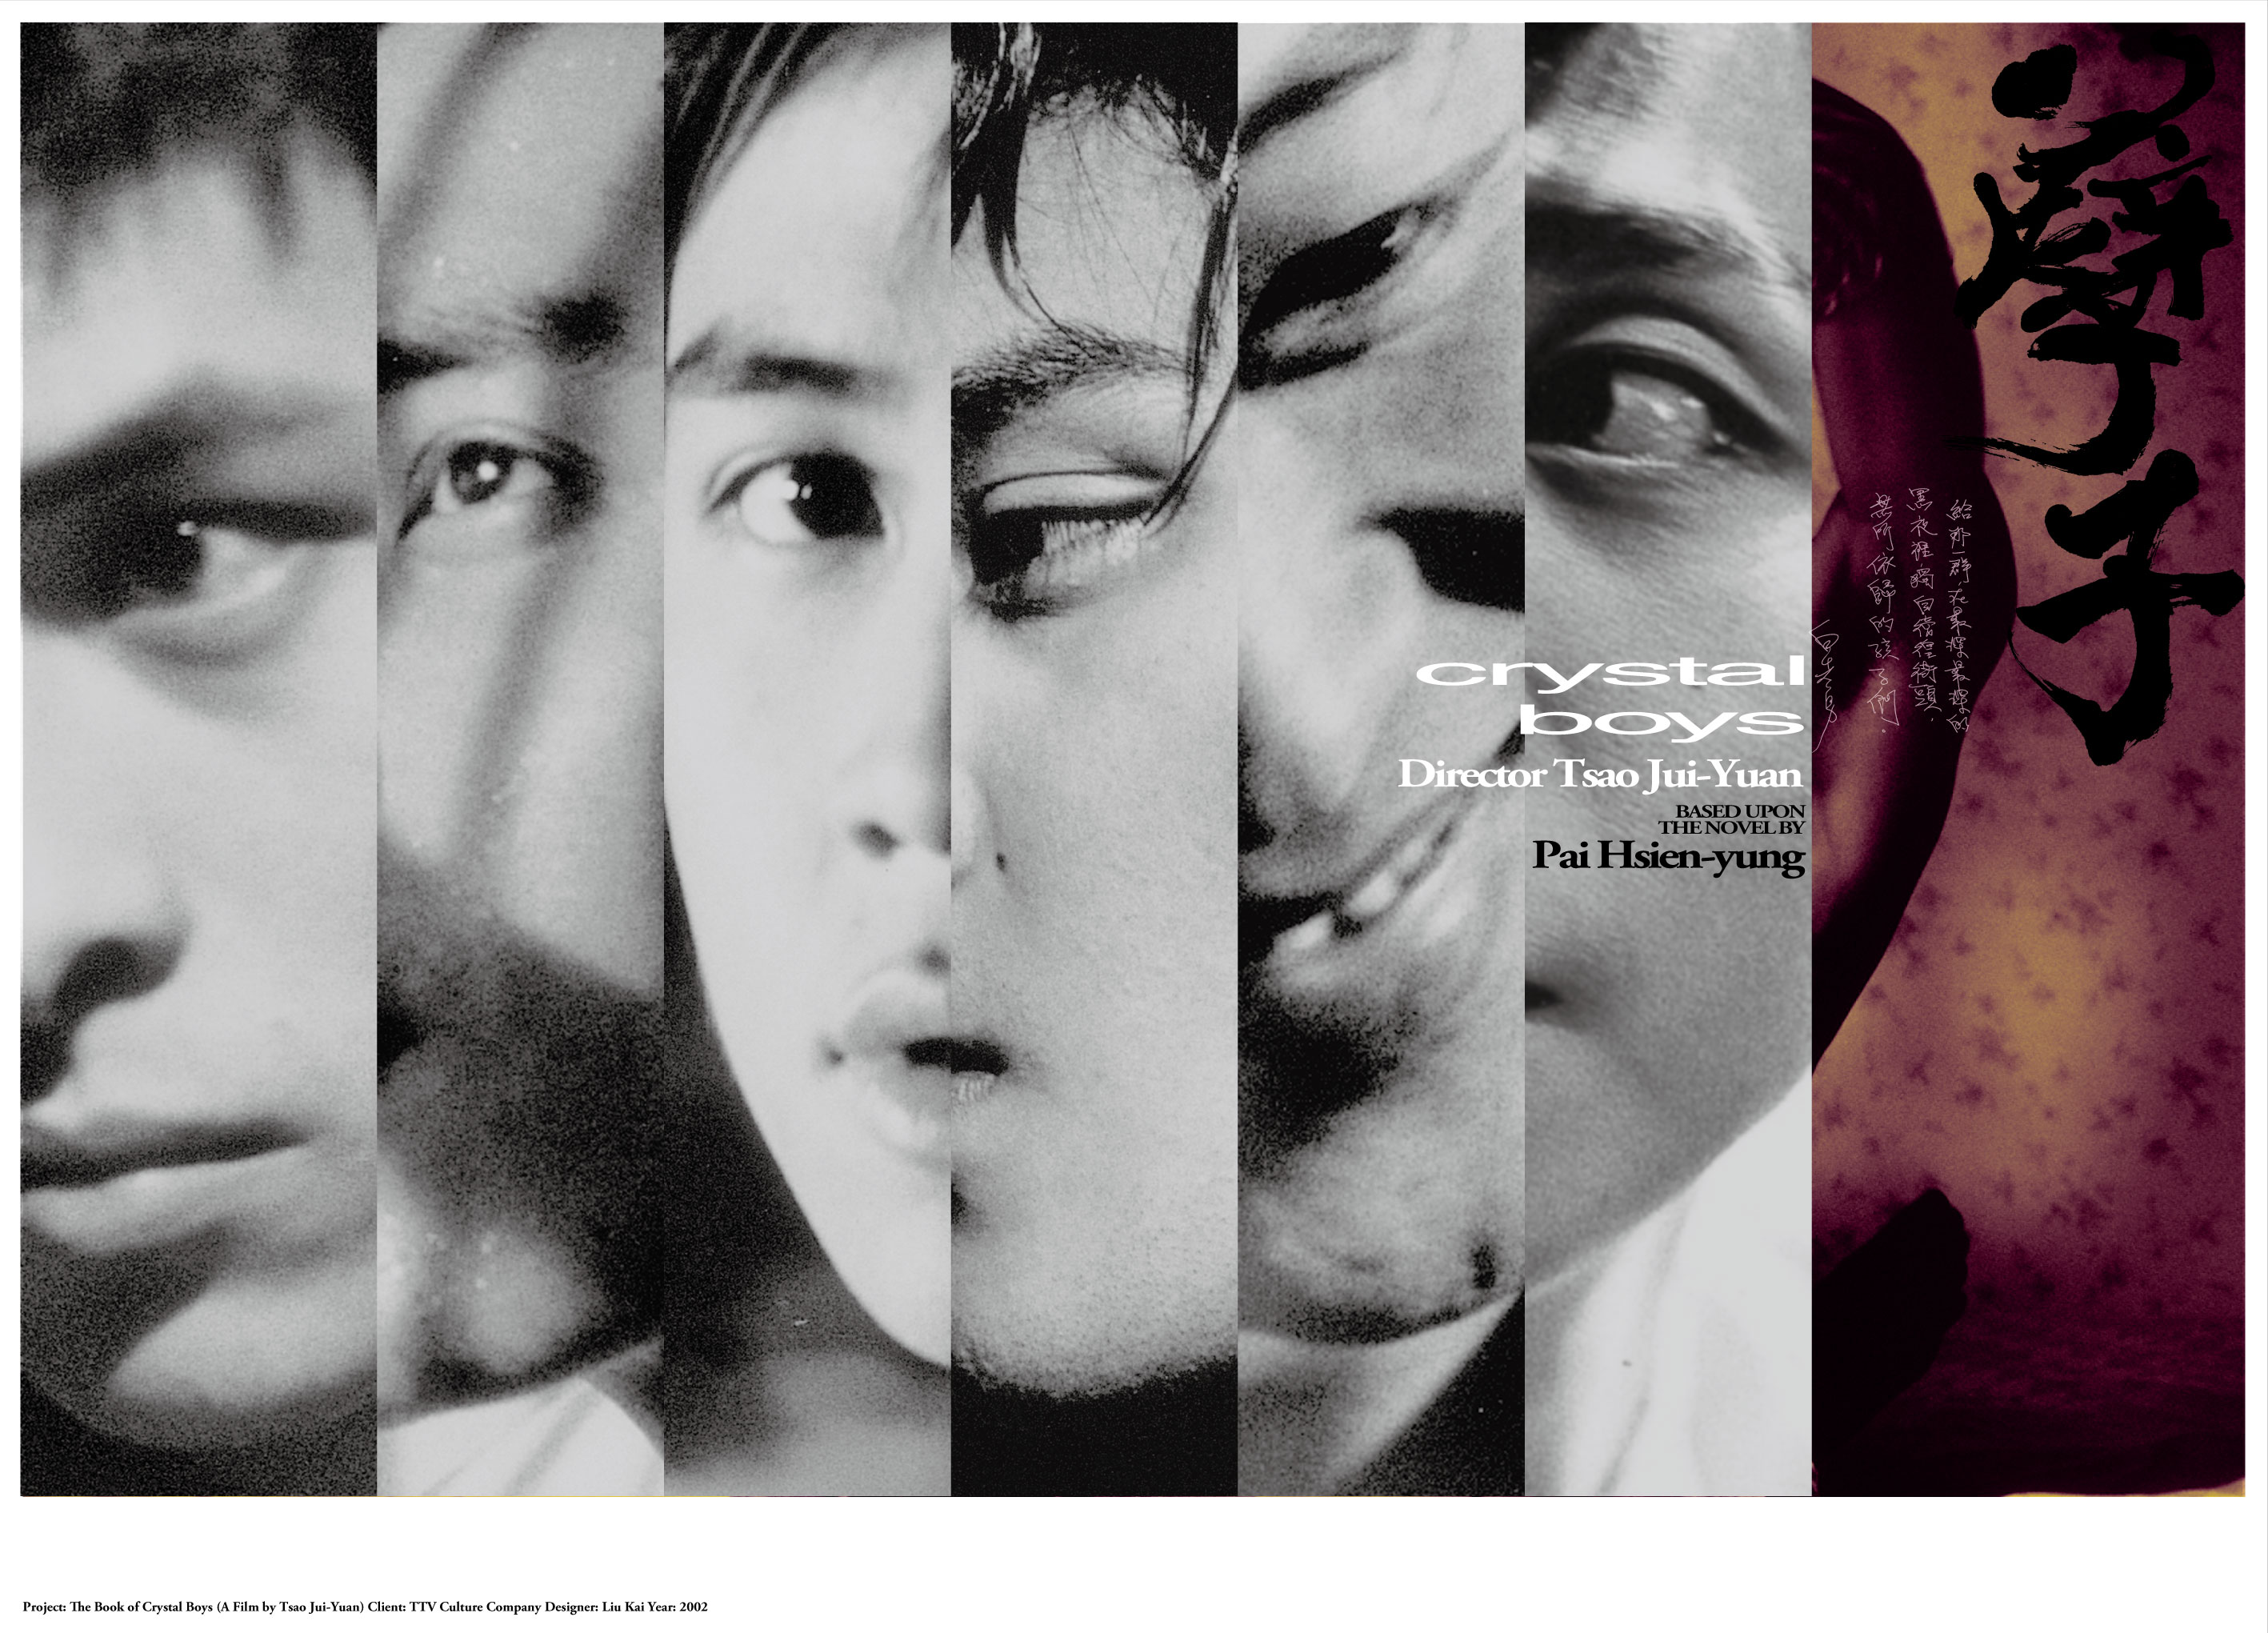 孽子
給那一群，在最深最深的
黑夜裡，獨自徬徨街頭，
無所依歸的孩子們．
白先勇
crystal
boys
Director Tsao Jui-Yuan
BASED UPON
THE NOVEL BY
Pai Hsien-yung
Project: The Book of Crystal Boys (A Film by Tsao Jui-Yuan) Client: TTV Culture Company Designer: Liu Kai Year: 2002